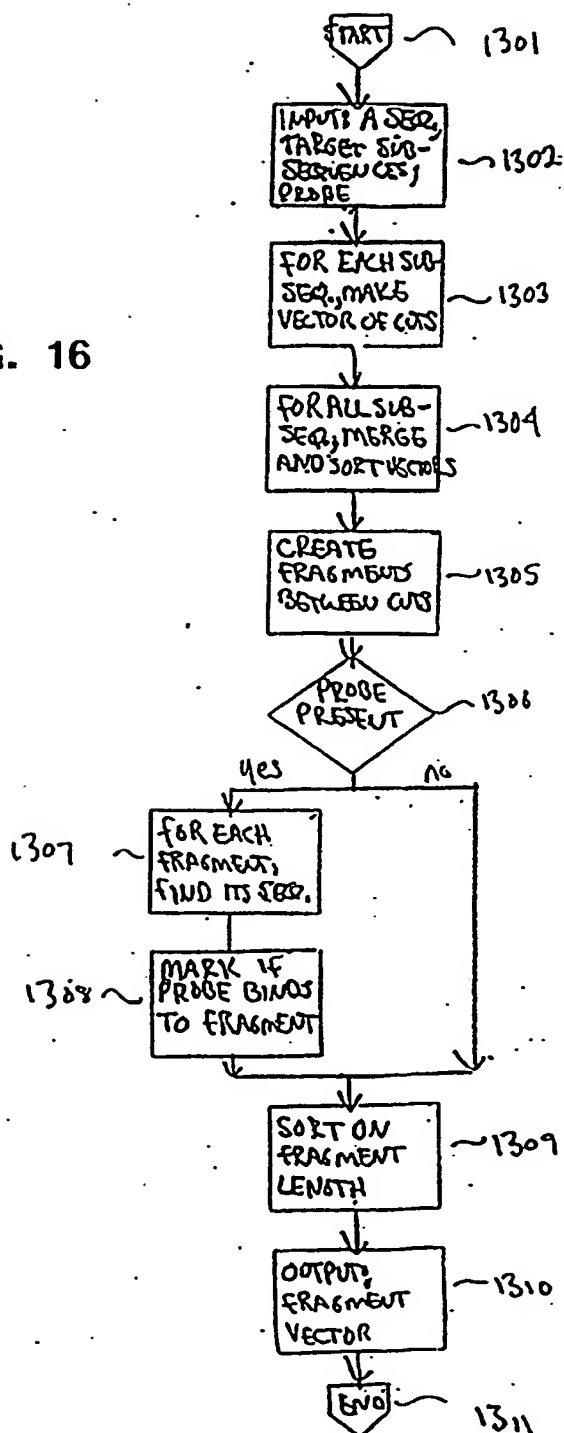 START
1301
INPUT: A SEQ,
TARGET SUB-
SEQUENCES,
PROBE
1302
FOR EACH SUB-
SEQ., MAKE
VECTOR OF CUTS
1303
G. 16
FOR ALL SUB-
SEQ, MERGE
AND SORT VECTORS
1304
CREATE
FRAGMENTS
BETWEEN CUTS
1305
PROBE
PRESENT
1306
yes
no
1307
FOR EACH
FRAGMENT,
FIND ITS SEQ.
1308
MARK IF
PROBE BINDS
TO FRAGMENT
SORT ON
FRAGMENT
LENGTH
1309
OUTPUT:
FRAGMENT
VECTOR
1310
END
1311